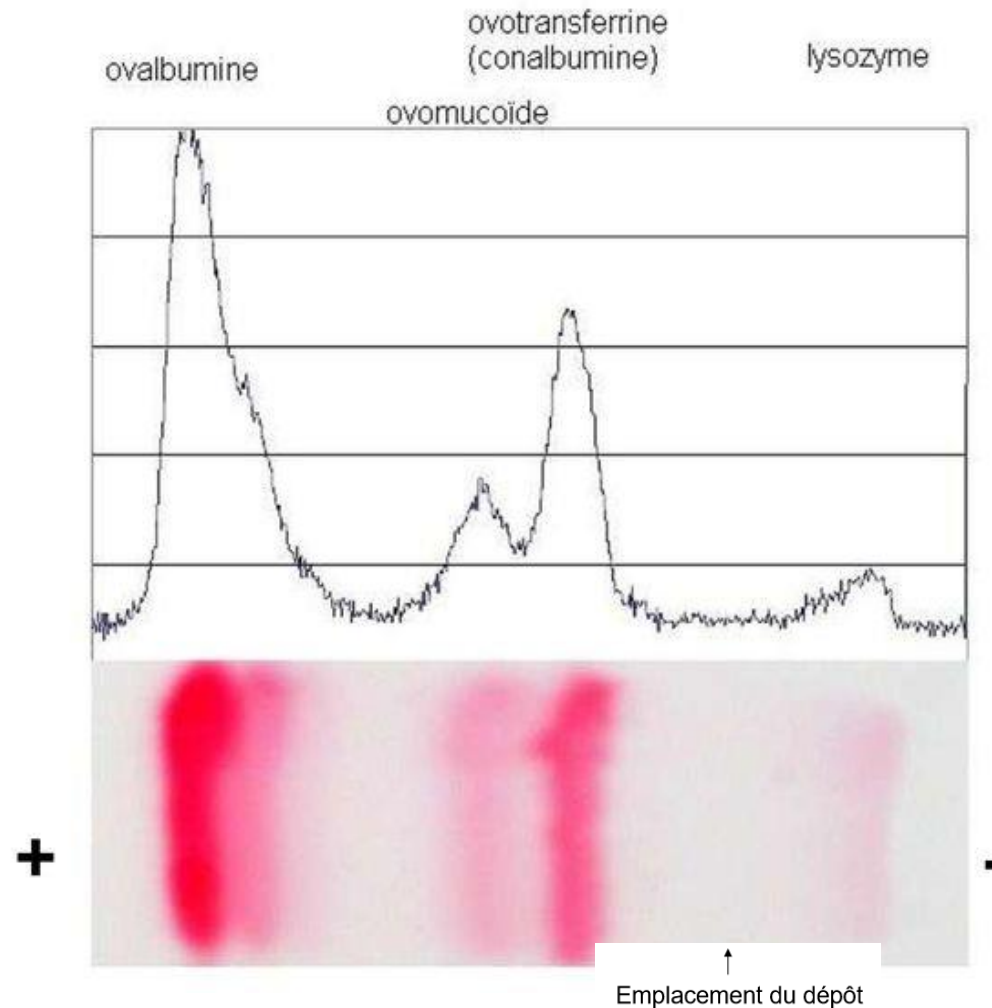 ovalbumine
ovomucoïde
ovotransferrine
(conalbumine)
lysozyme
+
-
Emplacement du dépôt